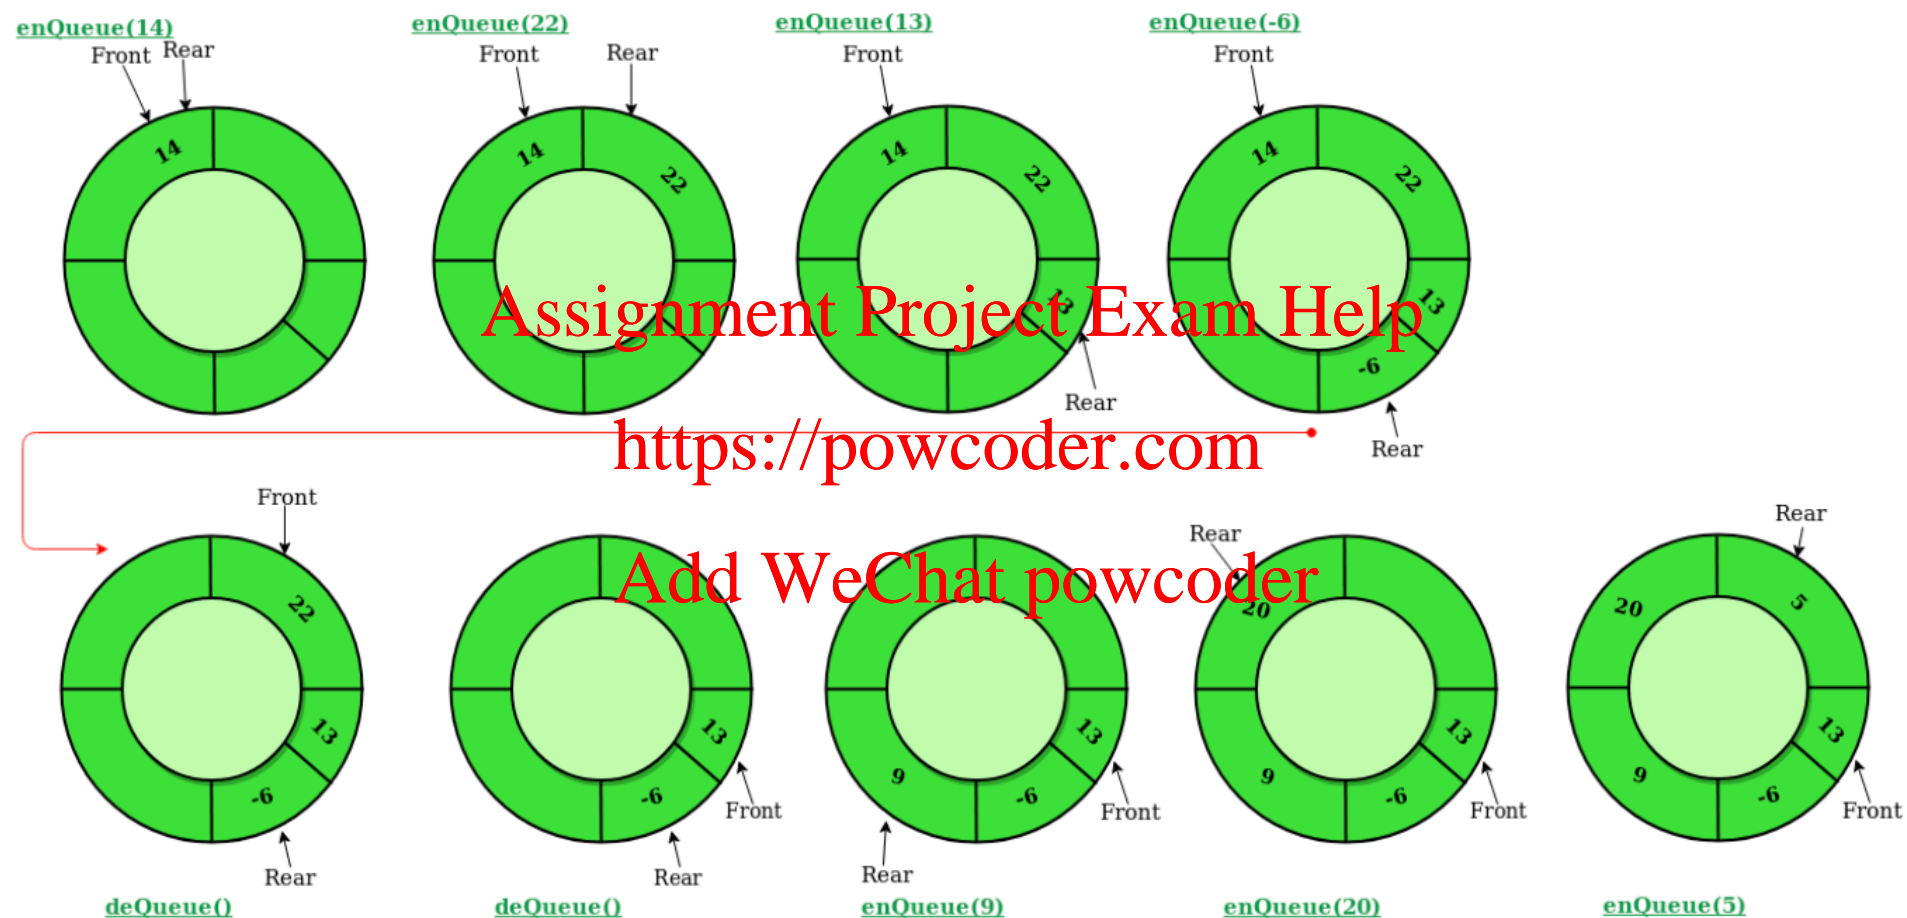 enQueue(14)
Front Rear
14
enQueue(22)
Front Rear
14
22
enQueue(13)
Front
14
22
13
Rear
enQueue(-6)
Front
14
22
13
-6
Rear
Assignment Project Exam Help
https://powcoder.com
Add WeChat powcoder
Front
22
13
-6
Rear
deQueue()
13
-6
Front
Rear
deQueue()
13
9
-6
Front
Rear
enQueue(9)
Rear
20
13
9
-6
Front
enQueue(20)
Rear
20
5
13
9
-6
Front
enQueue(5)